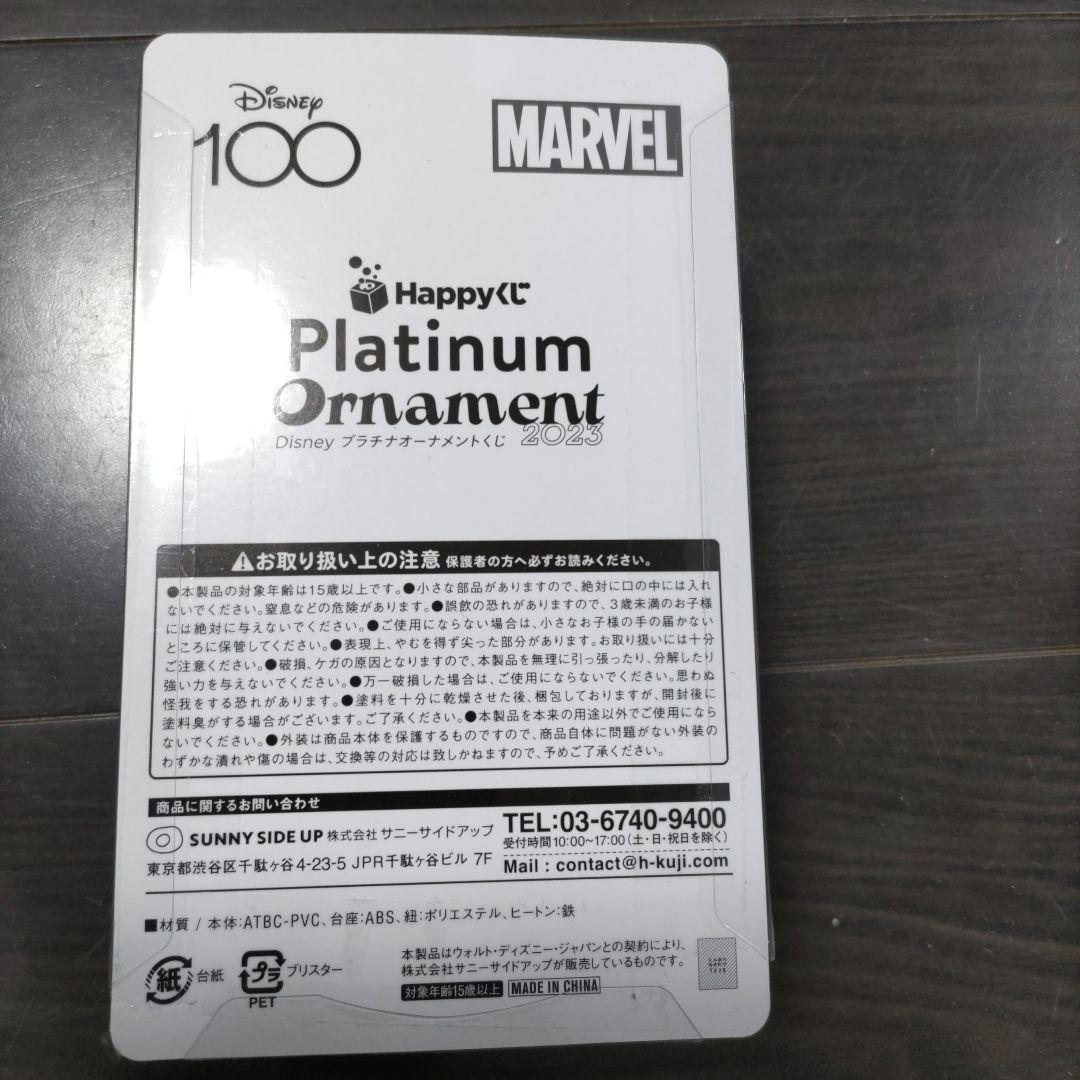 Disney
100
MARVEL
Happyくじ
Platinum
Ornament
2023
Disney プラチナオーナメントくじ
⚠お取り扱い上の注意 保護者の方へ必ずお読みください。
●本製品の対象年齢は15歳以上です。●小さな部品がありますので、絶対に口の中には入れ
ないでください。窒息などの危険があります。●誤飲の恐れがありますので、3歳未満のお子様
には絶対に与えないでください。●ご使用にならない場合は、小さなお子様の手の届かない
ところに保管してください。●表現上、やむを得ず尖った部分があります。お取り扱いには十分
ご注意ください。●破損、ケガの原因となりますので、本製品を無理に引っ張ったり、分解したり
強い力を与えないでください。●万一破損した場合は、ご使用にならないでください。思わぬ
怪我をする恐れがあります。●塗料を十分に乾燥させた後、梱包しておりますが、開封後に
塗料臭がする場合がございます。ご了承ください。●本製品を本来の用途以外でご使用になら
ないでください。●外装は商品本体を保護するものですので、商品自体に問題がない外装の
わずかな潰れや傷の場合は、交換等の対応は致しかねますので、予めご了承ください。
商品に関するお問い合わせ
SUNNY SIDE UP 株式会社 サニーサイドアップ
東京都渋谷区千駄ヶ谷4-23-5 JPR千駄ヶ谷ビル 7F
TEL:03-6740-9400
受付時間10:00~17:00(土・日・祝日を除く)
Mail : contact@h-kuji.com
■材質 / 本体:ATBC-PVC、台座:ABS、紐:ポリエステル、ヒートン:鉄
紙 台紙
プラ ブリスター
PET
本製品はウォルト・ディズニー・ジャパンとの契約により、
株式会社サニーサイドアップが販売しているものです。
対象年齢15歳以上 MADE IN CHINA